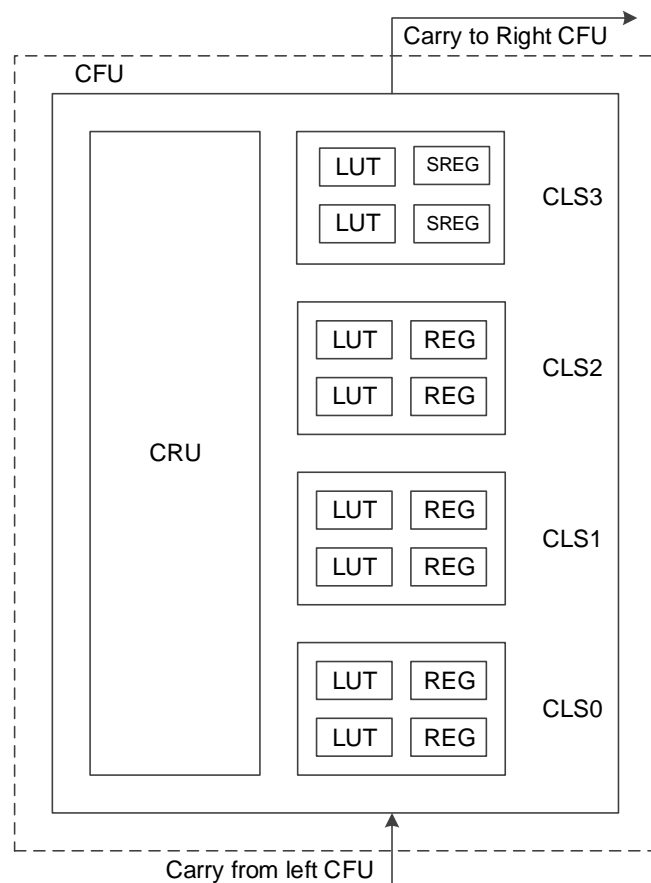 Carry to Right CFU
CFU
LUT SREG
LUT SREG
CLS3
LUT REG
LUT REG
CLS2
CRU
LUT REG
LUT REG
CLS1
LUT REG
LUT REG
CLS0
Carry from left CFU